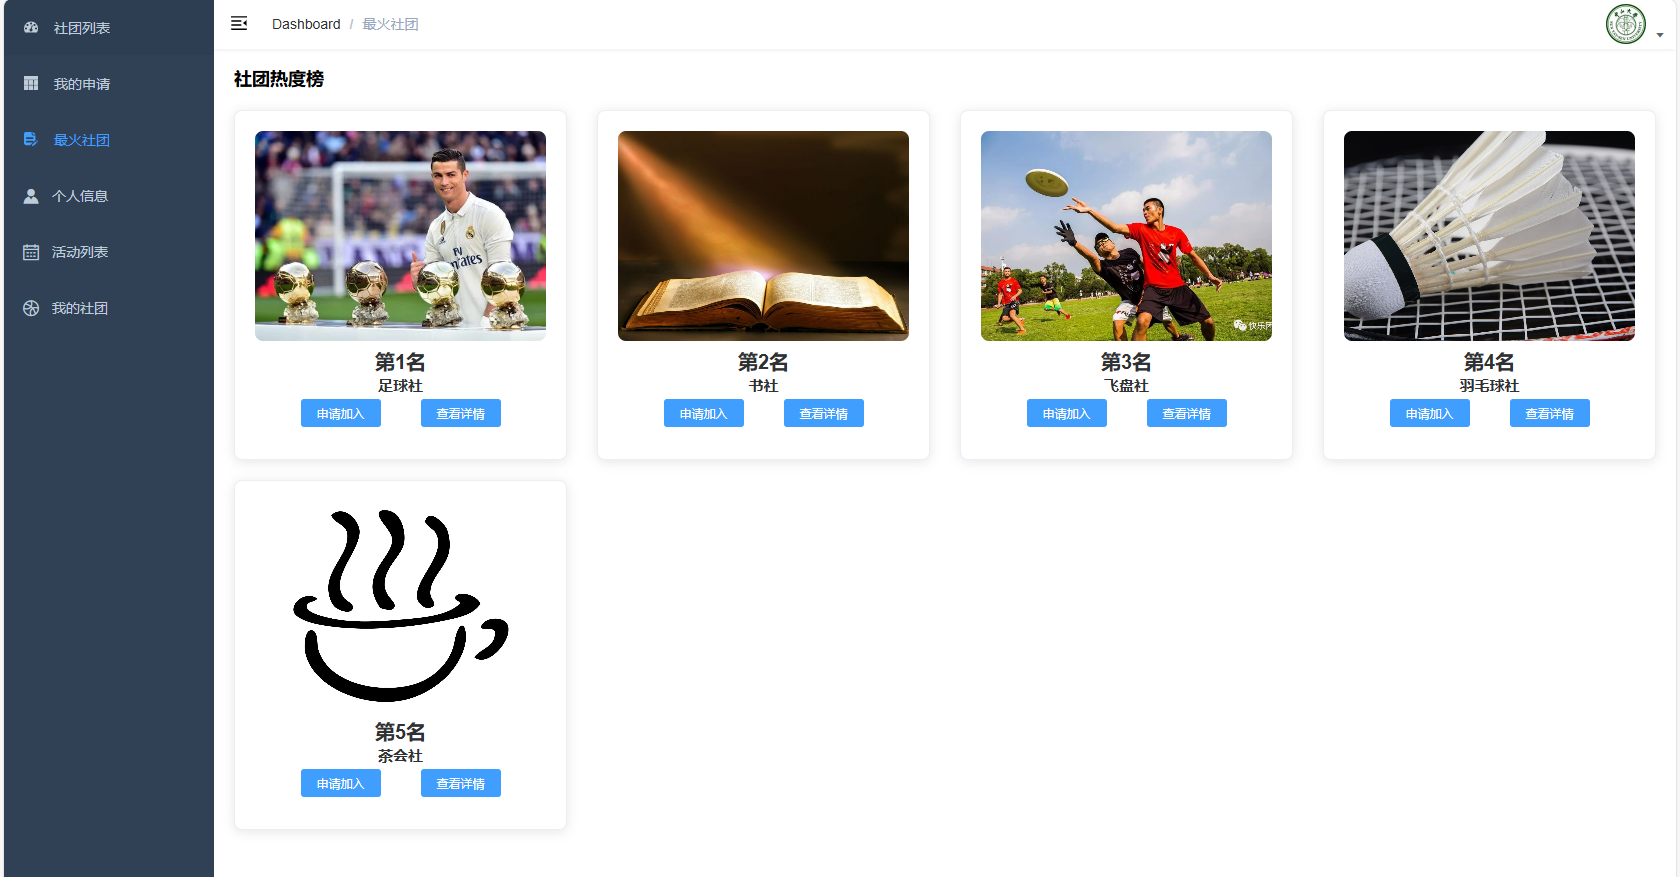 社团列表
我的申请
最火社团
个人信息
活动列表
我的社团
Dashboard / 最火社团
社团热度榜
Fly
Emirates
第1名
足球社
申请加入 查看详情
第2名
书社
申请加入 查看详情
快乐
第3名
飞盘社
申请加入 查看详情
第4名
羽毛球社
申请加入 查看详情
第5名
茶会社
申请加入 查看详情